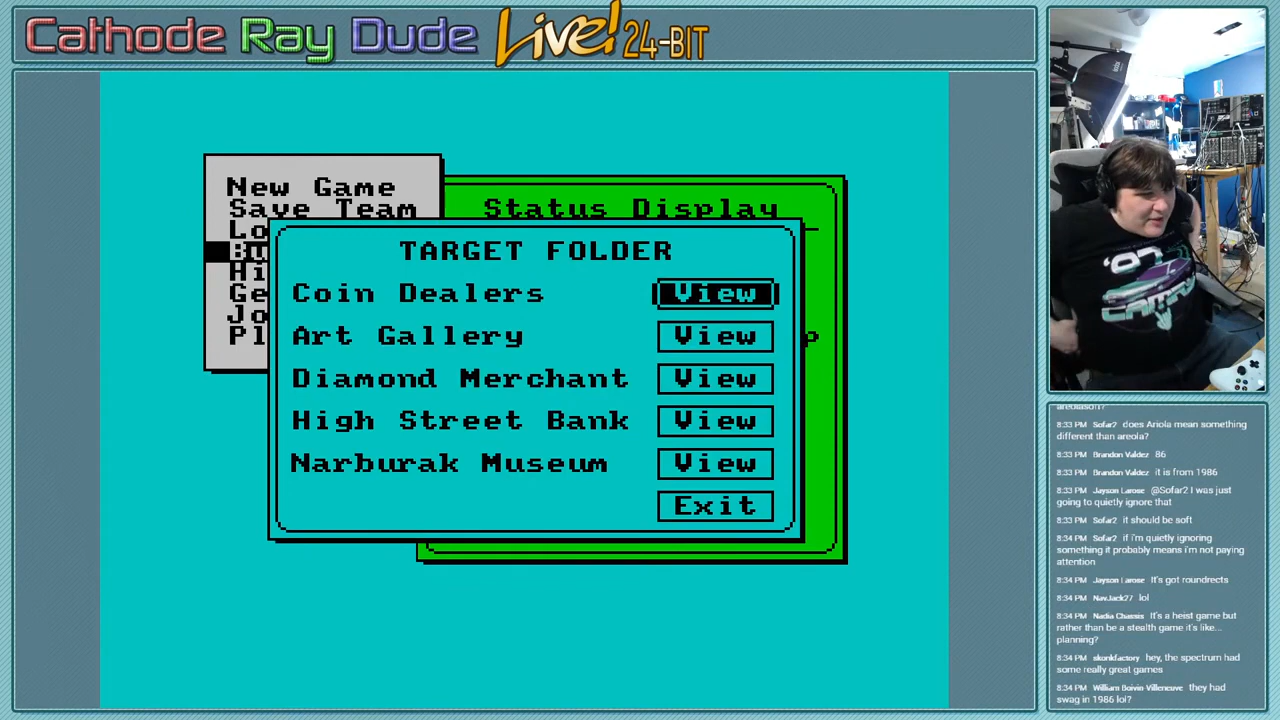 Cathode Ray Dude Live! 24-BIT
New Game
Save Team
Lo
Bu
Hi
Ge
Jo
Pl
Status Display
p
TARGET FOLDER
Coin Dealers View
Art Gallery View
Diamond Merchant View
High Street Bank View
Narburak Museum View
Exit
8:33 PM Sofar2 does Ariola mean something
different than areola?
8:33 PM Brandon Valdez 86
8:33 PM Brandon Valdez it is from 1986
8:33 PM Jayson Larose @Sofar2 I was just
going to quietly ignore that
8:33 PM Sofar2 it should be soft
8:34 PM Sofar2 if i'm quietly ignoring
something it probably means i'm not paying
attention
8:34 PM Jayson Larose It's got roundrects
8:34 PM NavJack27 lol
8:34 PM Nadia Chassis It's a heist game but
rather than be a stealth game it's like...
planning?
8:34 PM skonkfactory hey, the spectrum had
some really great games
8:34 PM William Boivin-Villeneuve they had
swag in 1986 lol?